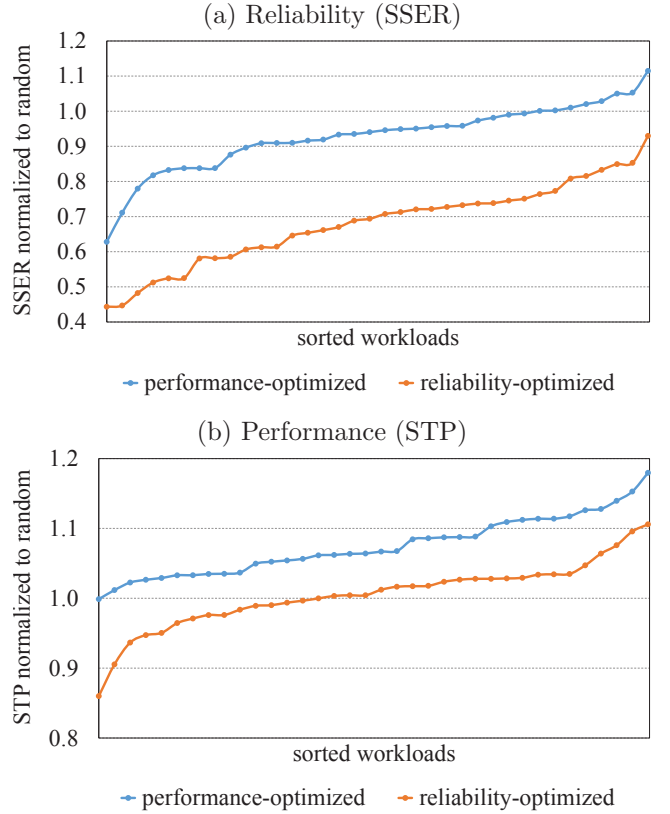 (a) Reliability (SSER)
SSER normalized to random
1.2
1.1
1.0
0.9
0.8
0.7
0.6
0.5
0.4
sorted workloads
performance-optimized reliability-optimized
(b) Performance (STP)
STP normalized to random
1.2
1.1
1.0
0.9
0.8
sorted workloads
performance-optimized reliability-optimized